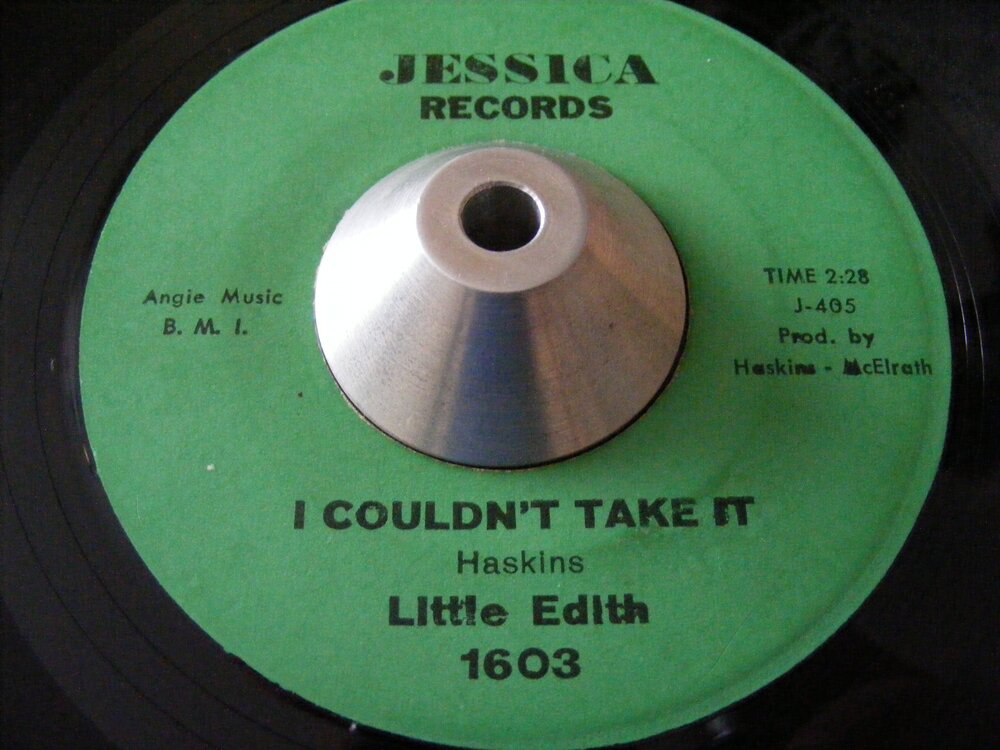 JESSICA
RECORDS
Angie Music
B. M. I.
TIME 2:28
J-405
Prod. by
Haskins - McElrath
I COULDN'T TAKE IT
Haskins
Little Edith
1603